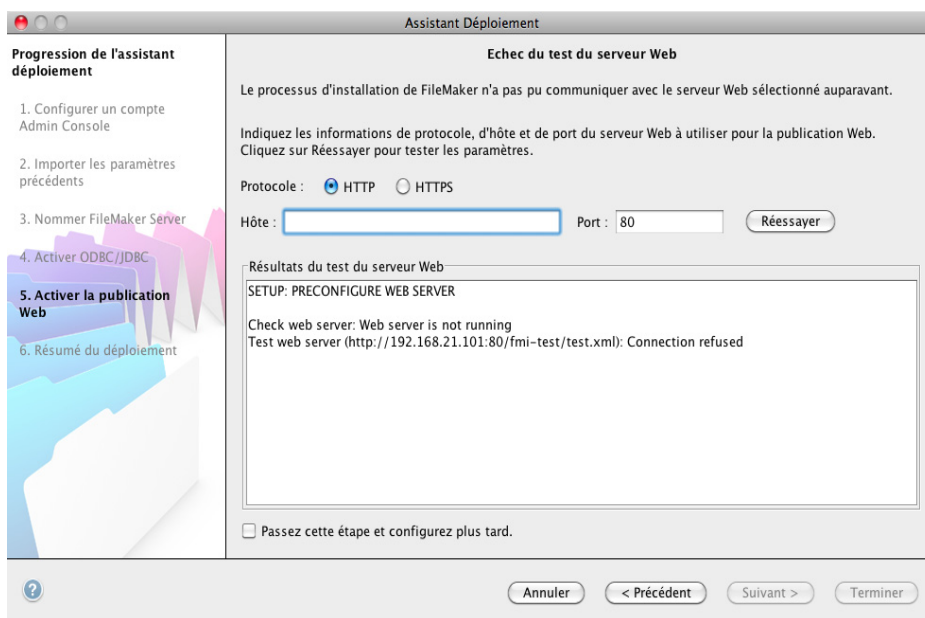 Assistant Déploiement
Progression de l'assistant
déploiement
1. Configurer un compte
Admin Console
2. Importer les paramètres
précédents
3. Nommer FileMaker Server
4. Activer ODBC/JDBC
5. Activer la publication
Web
6. Résumé du déploiement
Echec du test du serveur Web
Le processus d'installation de FileMaker n'a pas pu communiquer avec le serveur Web sélectionné auparavant.
Indiquez les informations de protocole, d'hôte et de port du serveur Web à utiliser pour la publication Web.
Cliquez sur Réessayer pour tester les paramètres.
Protocole : HTTP HTTPS
Hôte : Port : 80 Réessayer
Résultats du test du serveur Web
SETUP: PRECONFIGURE WEB SERVER
Check web server: Web server is not running
Test web server (http://192.168.21.101:80/fmi-test/test.xml): Connection refused
Passez cette étape et configurez plus tard.
? Annuler < Précédent Suivant > Terminer